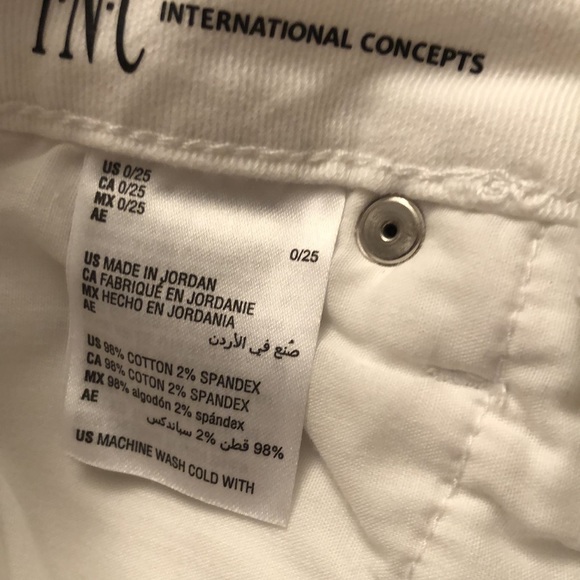 I·N·C INTERNATIONAL CONCEPTS
US 0/25
CA 0/25
MX 0/25
AE
0/25
US MADE IN JORDAN
CA FABRIQUÉ EN JORDANIE
MX HECHO EN JORDANIA
AE
صُنع في الأردن
US 98% COTTON 2% SPANDEX
CA 98% COTON 2% SPANDEX
MX 98% algodón 2% spándex
AE
98% قطن 2% سباندكس
US MACHINE WASH COLD WITH